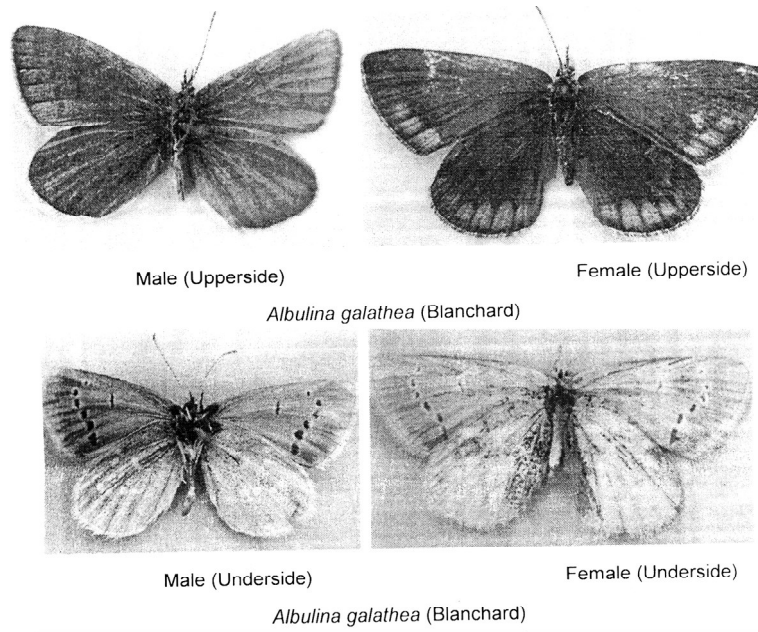 Male (Upperside) Female (Upperside)
Albulina galathea (Blanchard)
Male (Underside) Female (Underside)
Albulina galathea (Blanchard)